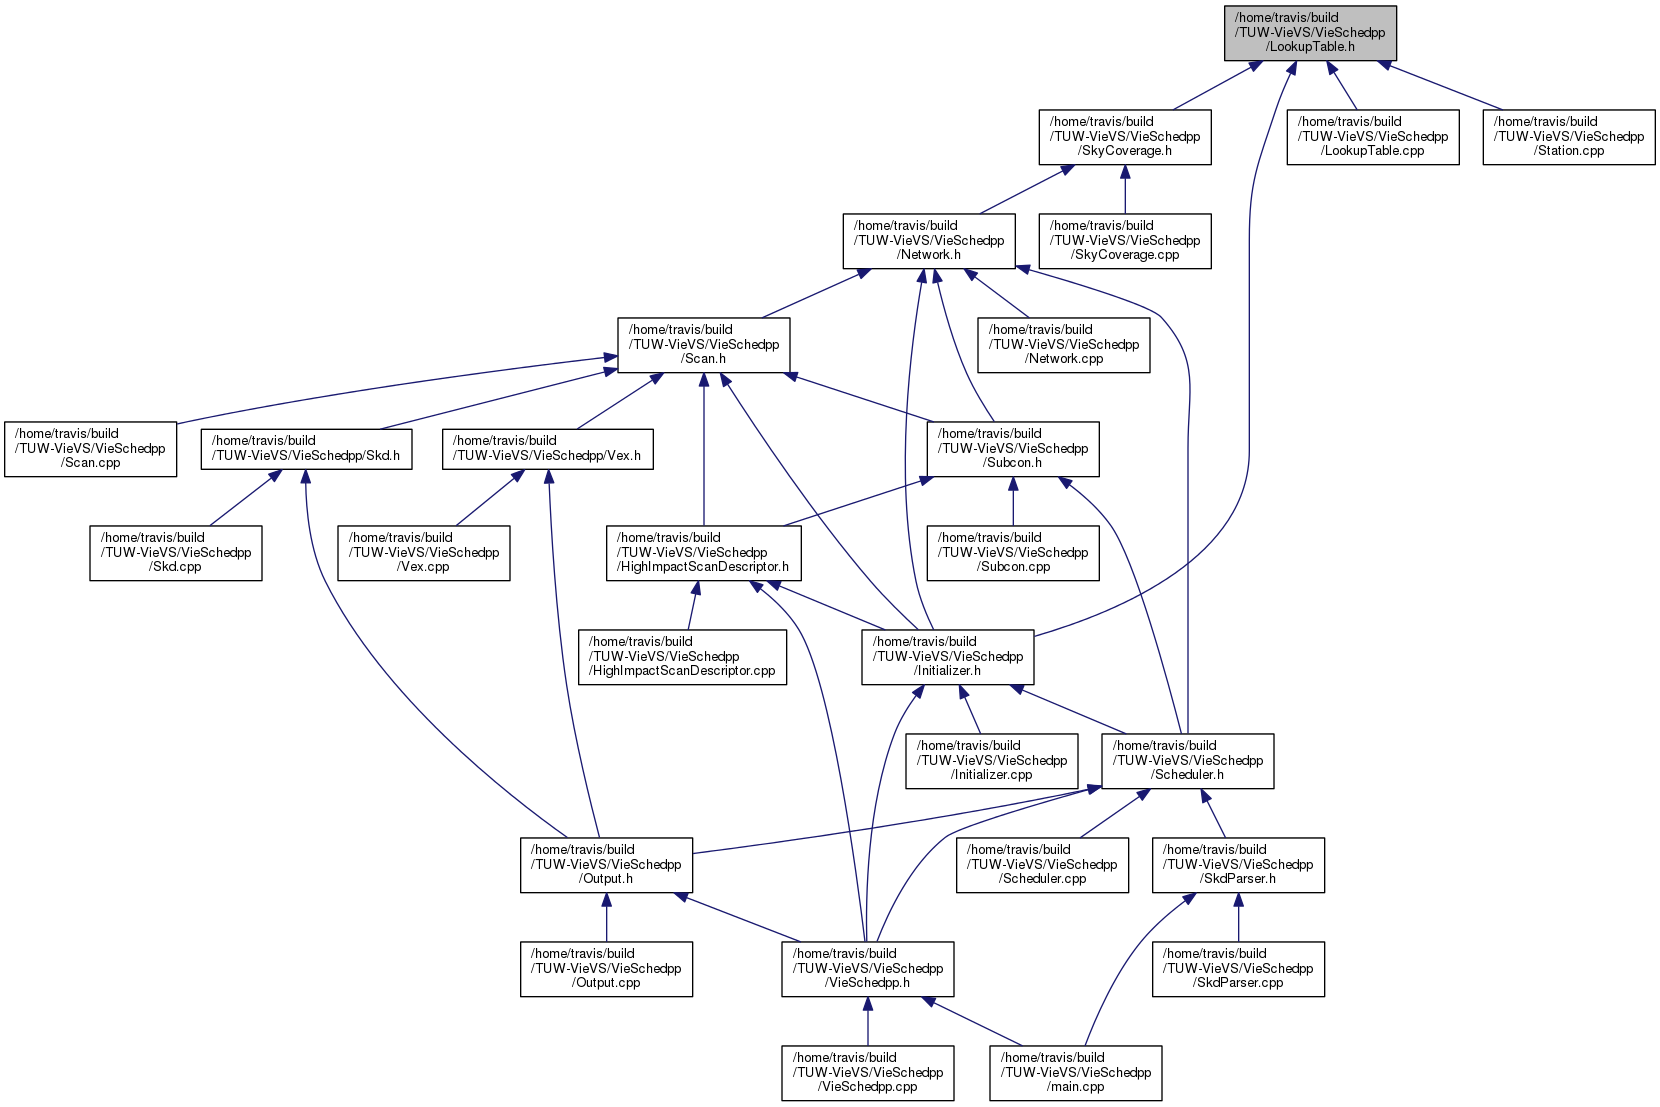 /home/travis/build
/TUW-VieVS/VieSchedpp
/LookupTable.h
/home/travis/build
/TUW-VieVS/VieSchedpp
/SkyCoverage.h
/home/travis/build
/TUW-VieVS/VieSchedpp
/LookupTable.cpp
/home/travis/build
/TUW-VieVS/VieSchedpp
/Station.cpp
/home/travis/build
/TUW-VieVS/VieSchedpp
/Network.h
/home/travis/build
/TUW-VieVS/VieSchedpp
/SkyCoverage.cpp
/home/travis/build
/TUW-VieVS/VieSchedpp
/Scan.h
/home/travis/build
/TUW-VieVS/VieSchedpp
/Network.cpp
/home/travis/build
/TUW-VieVS/VieSchedpp
/Scan.cpp
/home/travis/build
/TUW-VieVS/VieSchedpp/Skd.h
/home/travis/build
/TUW-VieVS/VieSchedpp/Vex.h
/home/travis/build
/TUW-VieVS/VieSchedpp
/Subcon.h
/home/travis/build
/TUW-VieVS/VieSchedpp
/Skd.cpp
/home/travis/build
/TUW-VieVS/VieSchedpp
/Vex.cpp
/home/travis/build
/TUW-VieVS/VieSchedpp
/HighImpactScanDescriptor.h
/home/travis/build
/TUW-VieVS/VieSchedpp
/Subcon.cpp
/home/travis/build
/TUW-VieVS/VieSchedpp
/HighImpactScanDescriptor.cpp
/home/travis/build
/TUW-VieVS/VieSchedpp
/Initializer.h
/home/travis/build
/TUW-VieVS/VieSchedpp
/Initializer.cpp
/home/travis/build
/TUW-VieVS/VieSchedpp
/Scheduler.h
/home/travis/build
/TUW-VieVS/VieSchedpp
/Output.h
/home/travis/build
/TUW-VieVS/VieSchedpp
/Scheduler.cpp
/home/travis/build
/TUW-VieVS/VieSchedpp
/SkdParser.h
/home/travis/build
/TUW-VieVS/VieSchedpp
/Output.cpp
/home/travis/build
/TUW-VieVS/VieSchedpp
/VieSchedpp.h
/home/travis/build
/TUW-VieVS/VieSchedpp
/SkdParser.cpp
/home/travis/build
/TUW-VieVS/VieSchedpp
/VieSchedpp.cpp
/home/travis/build
/TUW-VieVS/VieSchedpp
/main.cpp